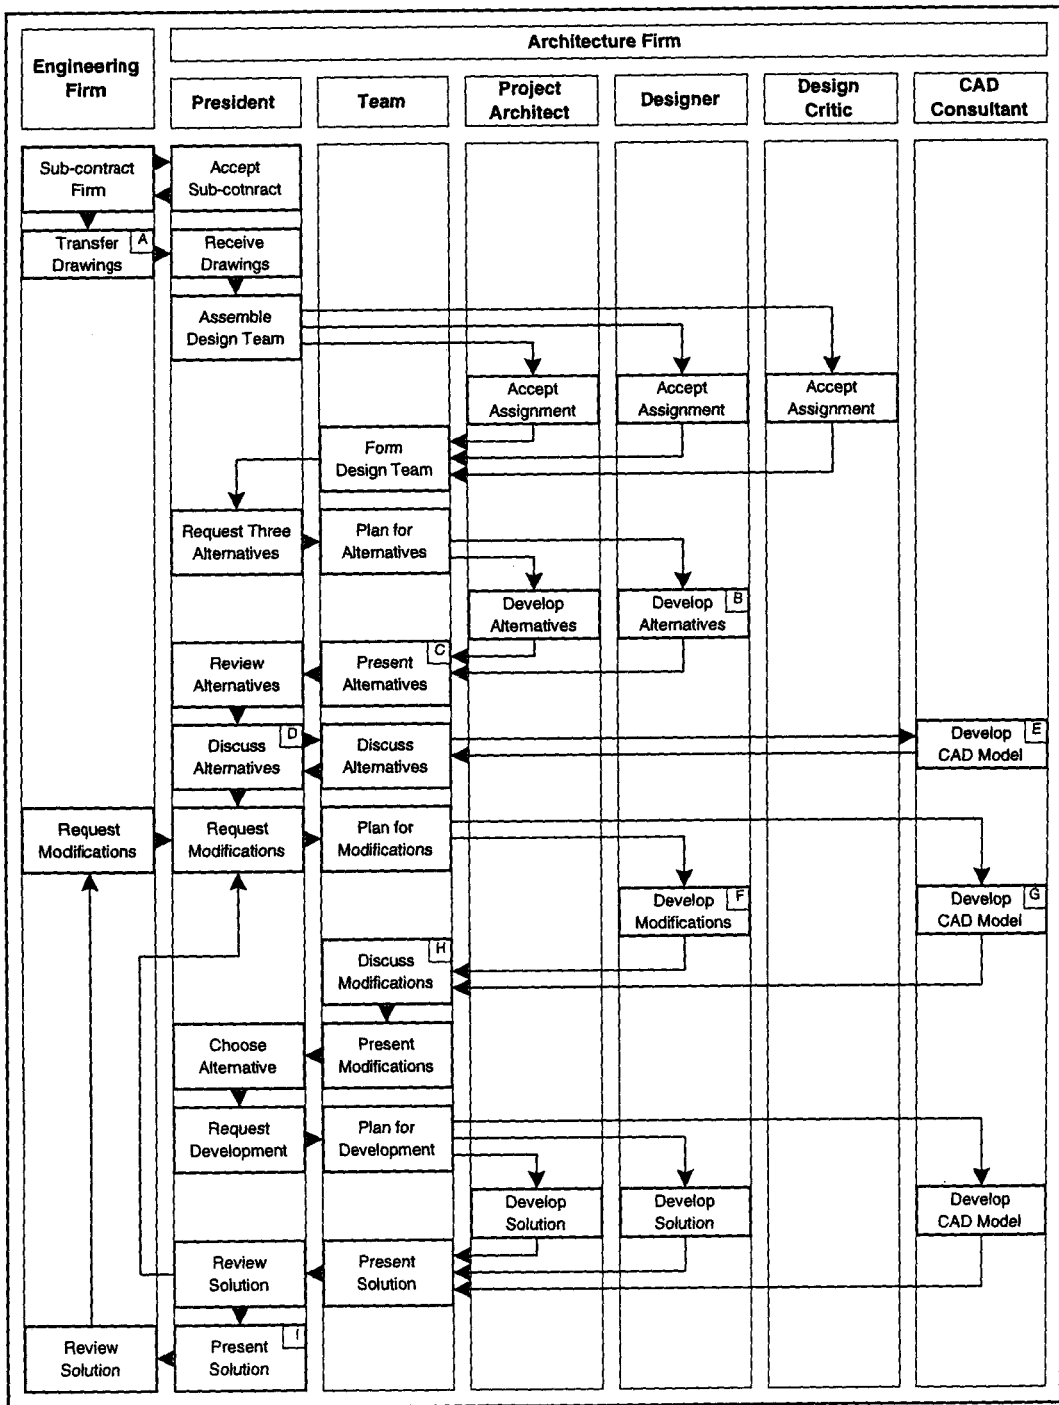 Architecture Firm
Engineering
Firm
President
Team
Project
Architect
Designer
Design
Critic
CAD
Consultant
Sub-contract
Firm
Accept
Sub-cotnract
Transfer
Drawings
A
Receive
Drawings
Assemble
Design Team
Accept
Assignment
Accept
Assignment
Accept
Assignment
Form
Design Team
Request Three
Alternatives
Plan for
Alternatives
Develop
Alternatives
Develop
Alternatives
B
Review
Alternatives
Present
Alternatives
C
Discuss
Alternatives
D
Discuss
Alternatives
Develop
CAD Model
E
Request
Modifications
Request
Modifications
Plan for
Modifications
Develop
Modifications
F
Develop
CAD Model
G
Discuss
Modifications
H
Choose
Alternative
Present
Modifications
Request
Development
Plan for
Development
Develop
Solution
Develop
Solution
Develop
CAD Model
Review
Solution
Present
Solution
Review
Solution
Present
Solution
I